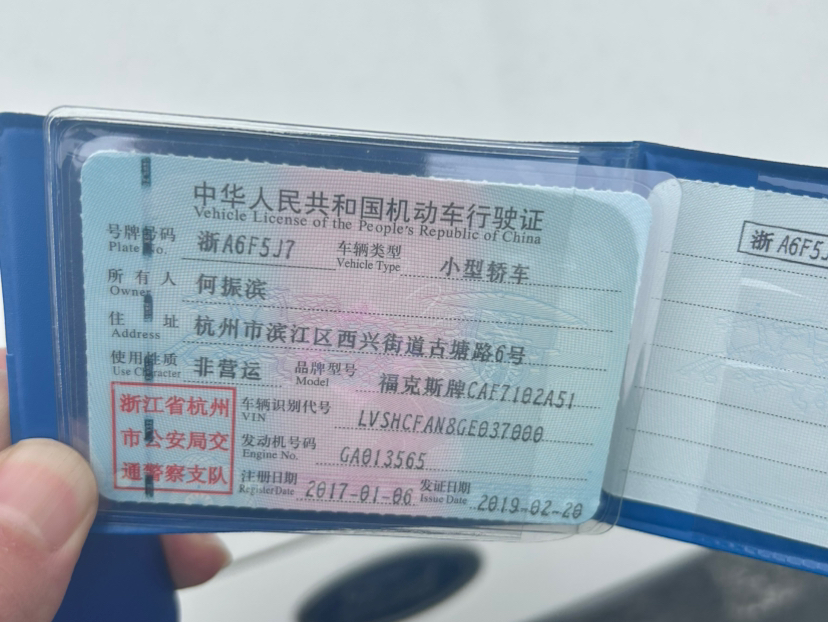 中华人民共和国机动车行驶证
Vehicle License of the People's Republic of China
号牌号码 浙A6F5J7 车辆类型 小型轿车
Plate No. Vehicle Type
所有人 何振滨
Owner
住址 杭州市滨江区西兴街道古塘路6号
Address
使用性质 非营运 品牌型号 福克斯牌CAF7102A51
Use Character Model
浙江省杭州
市公安局交
通警察支队
车辆识别代号 LVSHCFAN8GE037000
VIN
发动机号码 GA013565
Engine No.
注册日期 2017-01-06 发证日期 2019-02-20
Register Date Issue Date
浙A6F5J